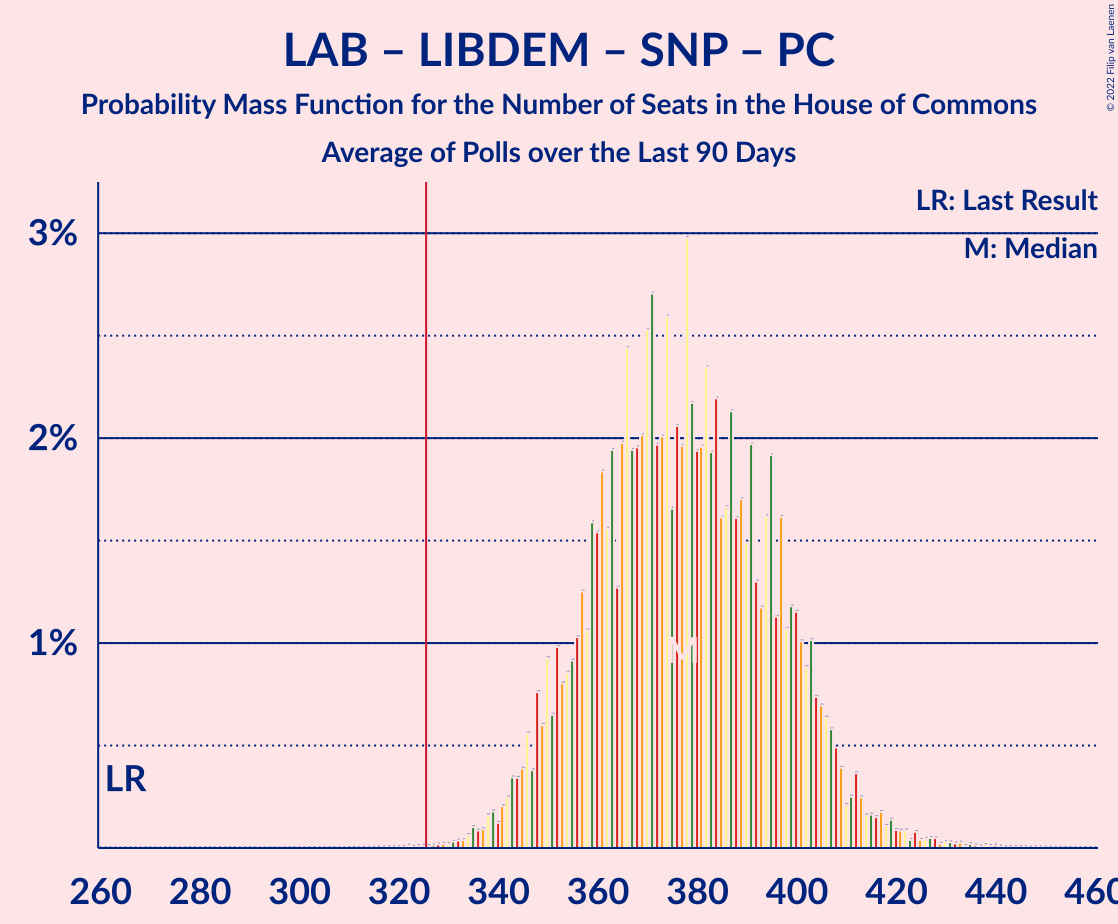 LAB – LIBDEM – SNP – PC
Probability Mass Function for the Number of Seats in the House of Commons
Average of Polls over the Last 90 Days
© 2022 Filip van Laenen
LR: Last Result
M: Median
3%
2%
1%
M
LR
260 280 300 320 340 360 380 400 420 440 460